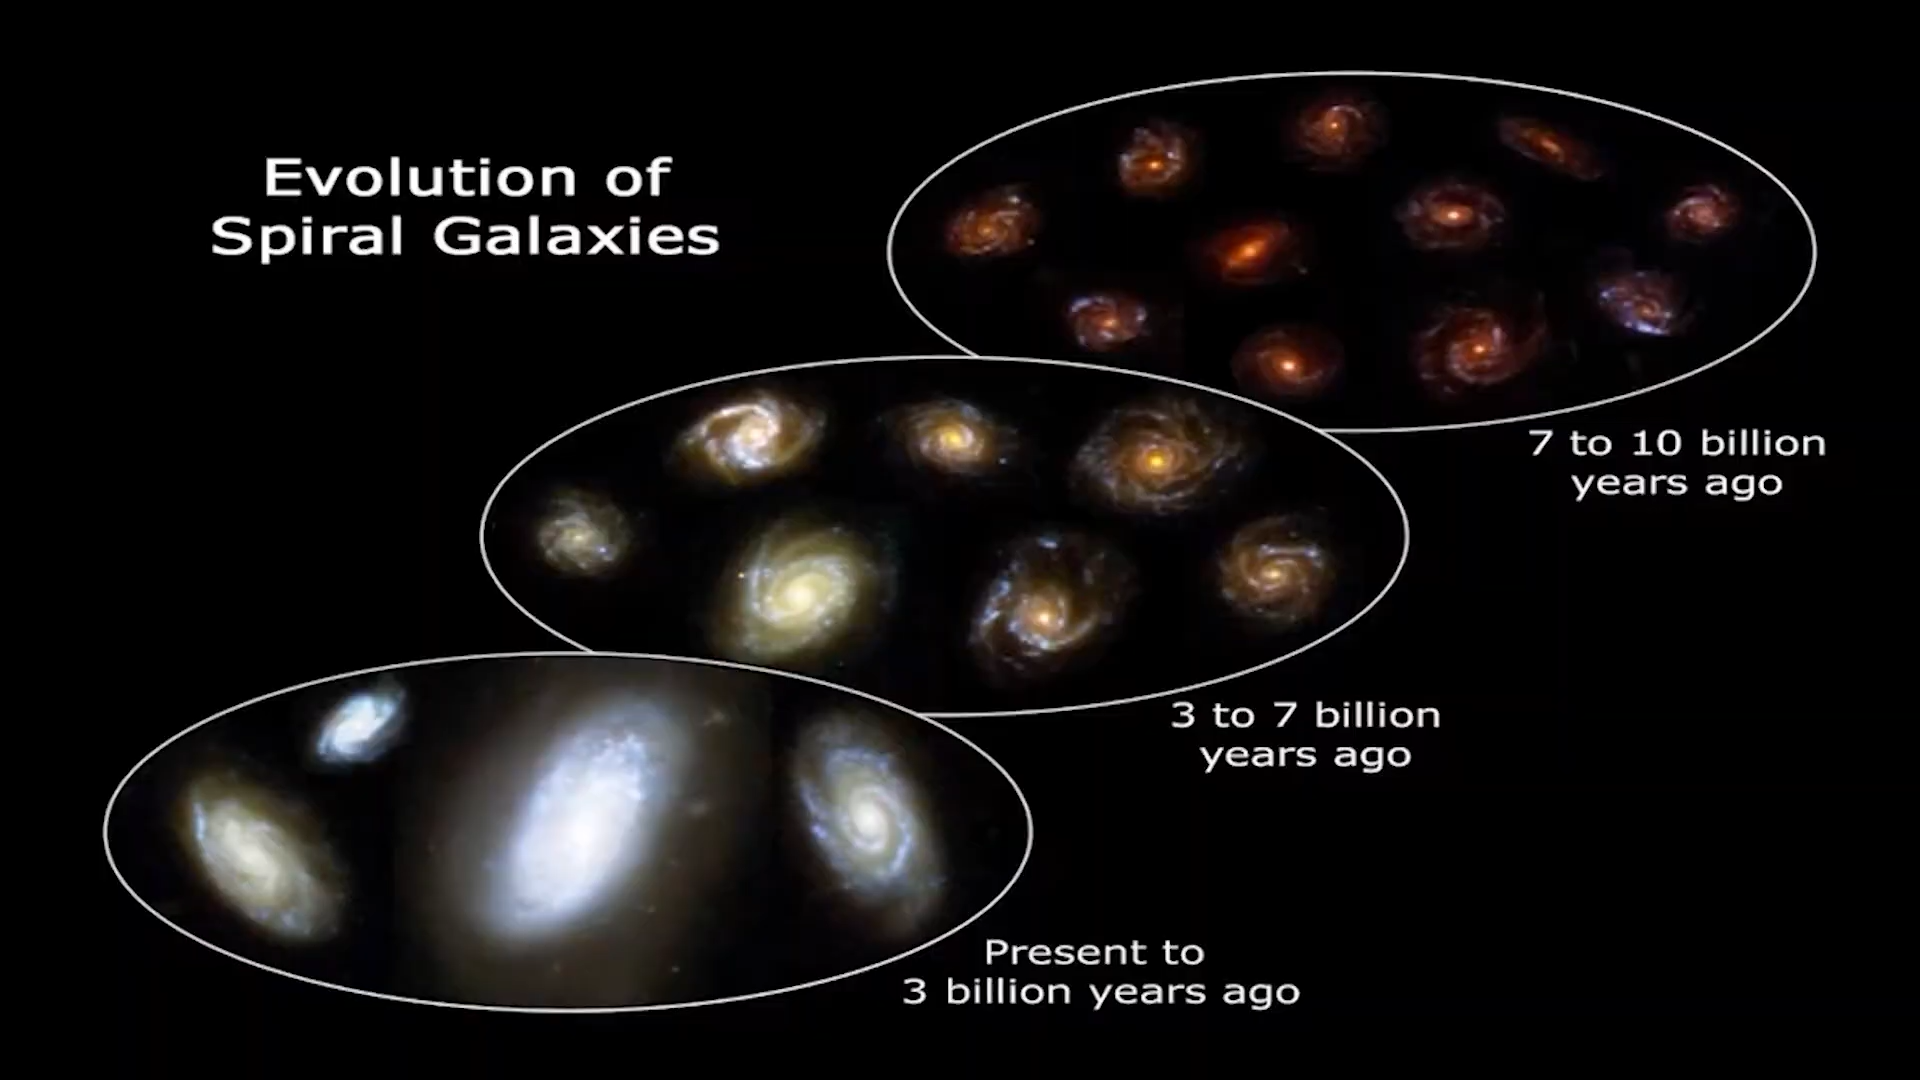 Evolution of
Spiral Galaxies
7 to 10 billion
years ago
3 to 7 billion
years ago
Present to
3 billion years ago